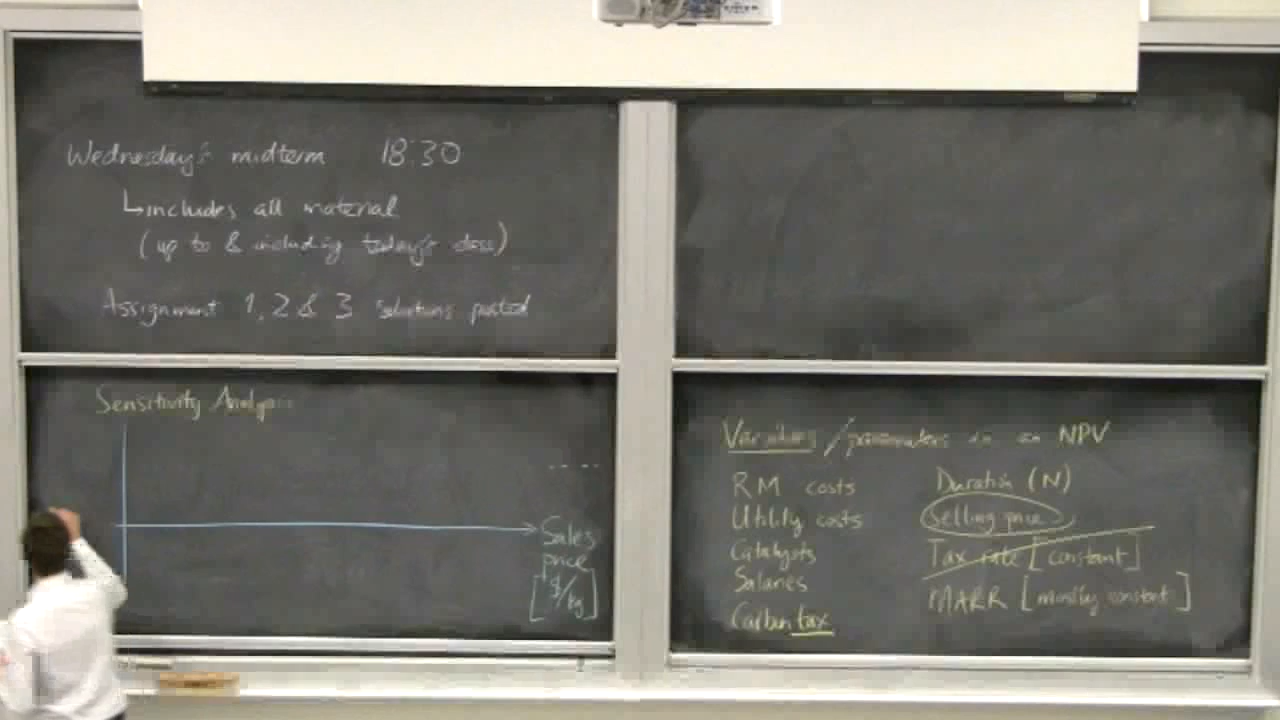 Wednesday's midterm 18:30
↳ includes all material
(up to & including today's class)
Assignment 1, 2 & 3 solutions posted
Sensitivity Analysis
Sales
price
[$/kg]
Variables / parameters in an NPV
RM costs
Utility costs
Catalysts
Salaries
Carbon tax
Duration (N)
Selling price
Tax rate [constant]
MARR [mostly constant]